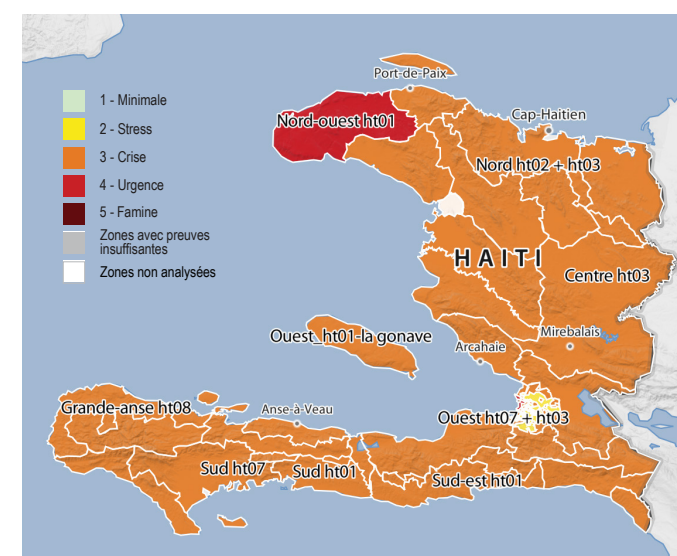 Port-de-Paix
1 - Minimale
Nord-ouest ht01
Cap-Haitien
2 - Stress
3 - Crise
Nord ht02 + ht03
4 - Urgence
5 - Famine
Zones avec preuves
insuffisantes
HAITI
Zones non analysées
Centre ht03
Ouest_ht01-la gonave
Mirebalais
Arcahaie
Grande-anse ht08
Anse-à-Veau
Ouest ht07 + ht03
Sud ht07
Sud ht01
Sud-est ht01